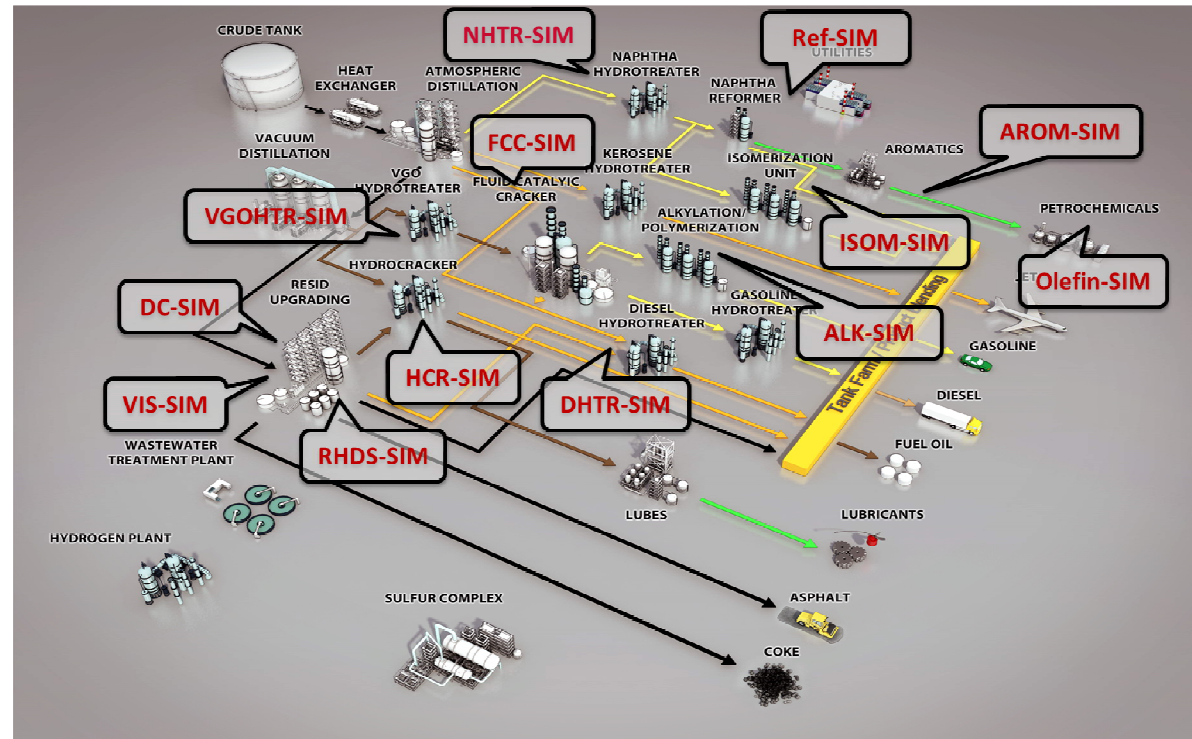 CRUDE TANK
NHTR-SIM
Ref-SIM
UTILITIES
HEAT
EXCHANGER
ATMOSPHERIC
DISTILLATION
NAPHTHA
HYDROTREATER
NAPHTHA
REFORMER
VACUUM
DISTILLATION
FCC-SIM
AROM-SIM
AROMATICS
KEROSENE
HYDROTREATER
ISOMERIZATION
UNIT
VGO
HYDROTREATER
FLUID CATALYIC
CRACKER
VGOHTR-SIM
ALKYLATION/
POLYMERIZATION
PETROCHEMICALS
ISOM-SIM
HYDROCRACKER
RESID
UPGRADING
DC-SIM
Olefin-SIM
GASOLINE
HYDROTREATER
DIESEL
HYDROTREATER
ALK-SIM
GASOLINE
HCR-SIM
DHTR-SIM
VIS-SIM
Tank Farm/
DIESEL
WASTEWATER
TREATMENT PLANT
RHDS-SIM
FUEL OIL
LUBES
LUBRICANTS
HYDROGEN PLANT
SULFUR COMPLEX
ASPHALT
COKE